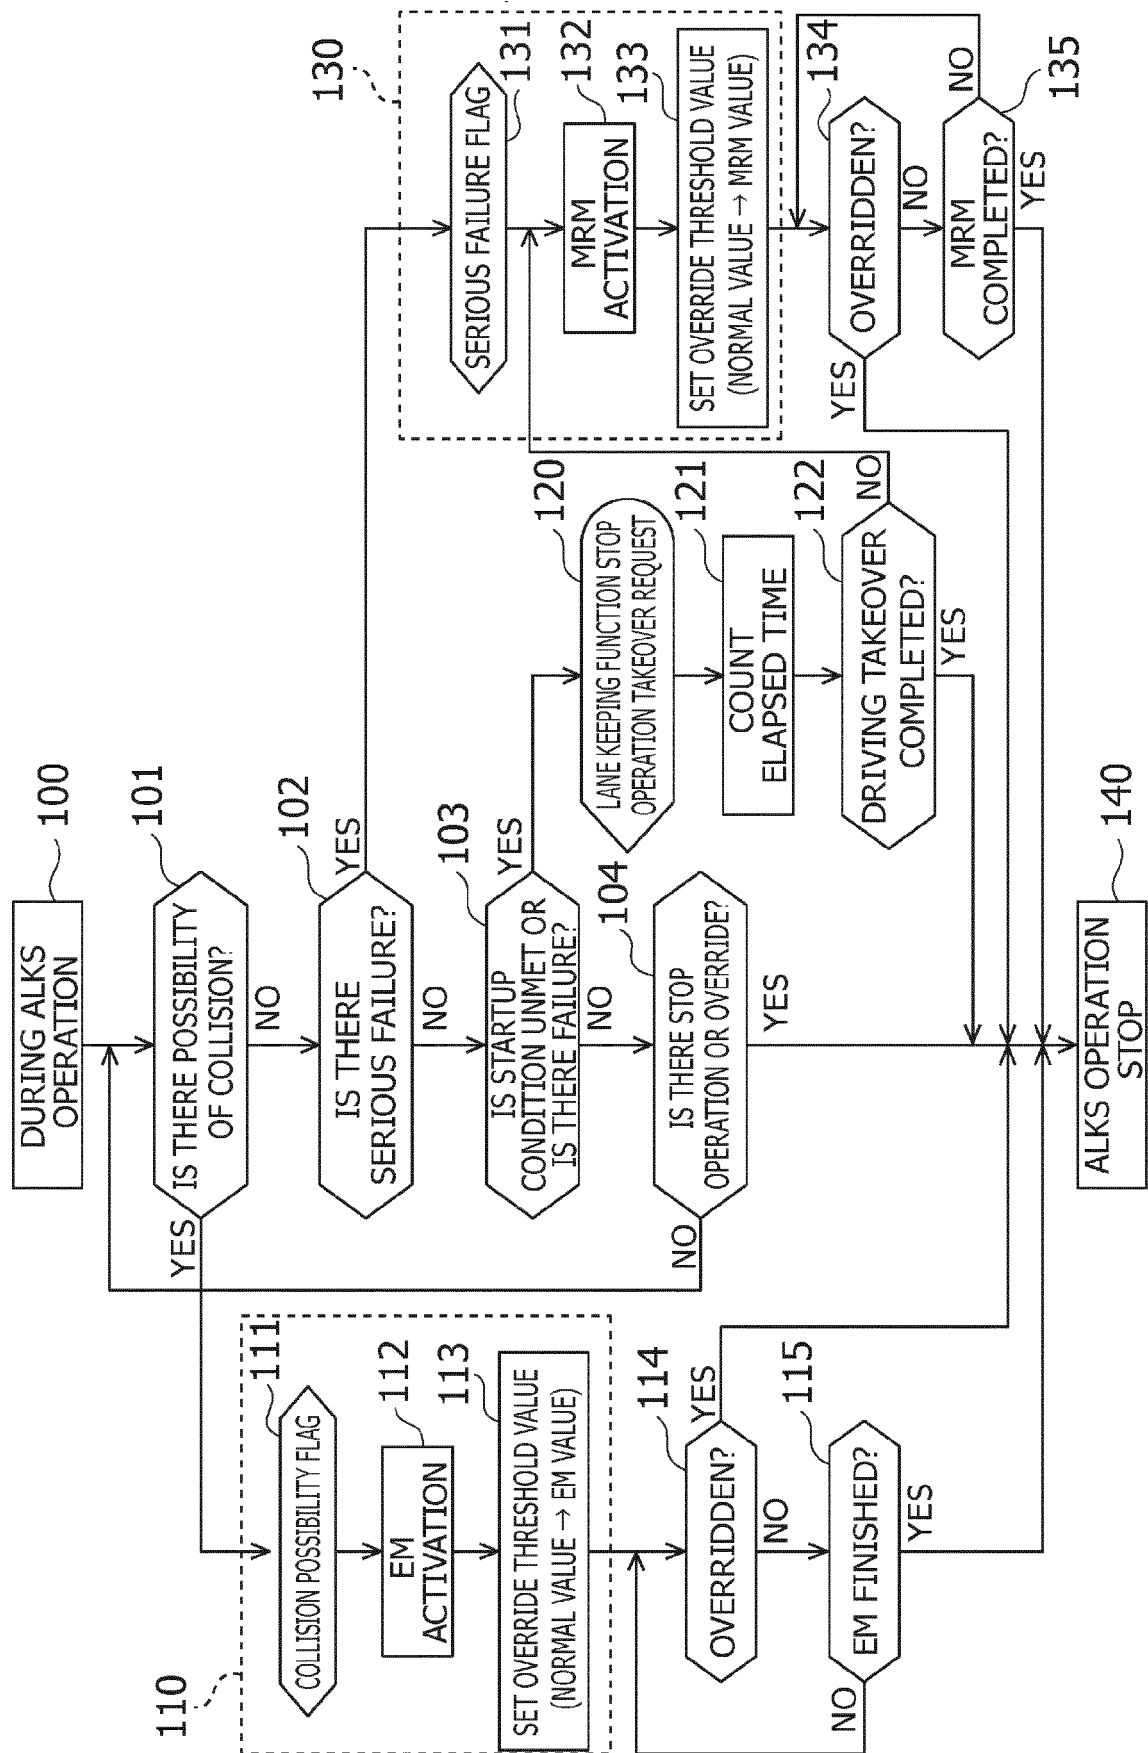 100
DURING ALKS
OPERATION
101
IS THERE POSSIBILITY
OF COLLISION?
YES
NO
102
IS THERE
SERIOUS FAILURE?
YES
NO
103
IS STARTUP
CONDITION UNMET OR
IS THERE FAILURE?
YES
NO
104
IS THERE STOP
OPERATION OR OVERRIDE?
NO
YES
110
111
COLLISION POSSIBILITY FLAG
112
EM
ACTIVATION
113
SET OVERRIDE THRESHOLD VALUE
(NORMAL VALUE → EM VALUE)
114
OVERRIDDEN?
YES
NO
115
EM FINISHED?
NO
YES
120
LANE KEEPING FUNCTION STOP
OPERATION TAKEOVER REQUEST
121
COUNT
ELAPSED TIME
122
DRIVING TAKEOVER
COMPLETED?
NO
YES
130
131
SERIOUS FAILURE FLAG
132
MRM
ACTIVATION
133
SET OVERRIDE THRESHOLD VALUE
(NORMAL VALUE → MRM VALUE)
134
OVERRIDDEN?
YES
NO
135
MRM
COMPLETED?
NO
YES
140
ALKS OPERATION
STOP